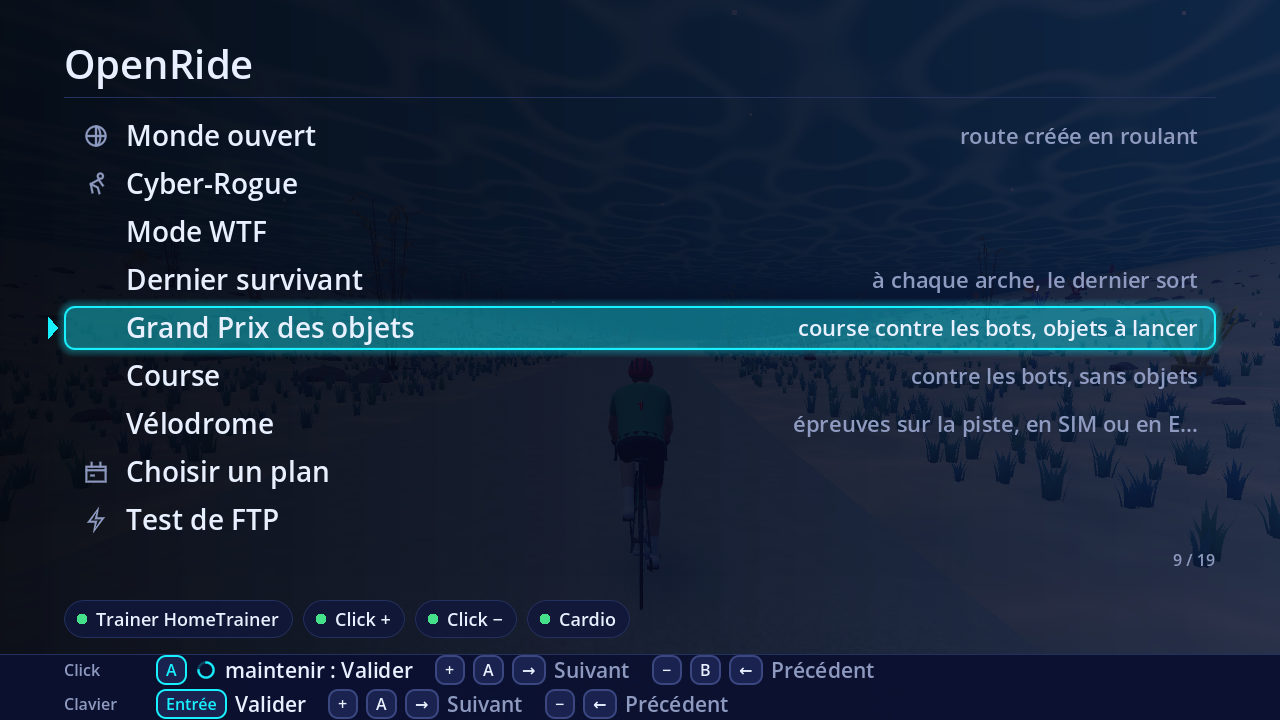 OpenRide
Monde ouvert route créée en roulant
Cyber-Rogue
Mode WTF
Dernier survivant à chaque arche, le dernier sort
Grand Prix des objets course contre les bots, objets à lancer
Course contre les bots, sans objets
Vélodrome épreuves sur la piste, en SIM ou en E...
Choisir un plan
Test de FTP
9 / 19
Trainer HomeTrainer Click + Click − Cardio
Click A maintenir : Valider + A → Suivant − B ← Précédent
Clavier Entrée Valider + A → Suivant − ← Précédent